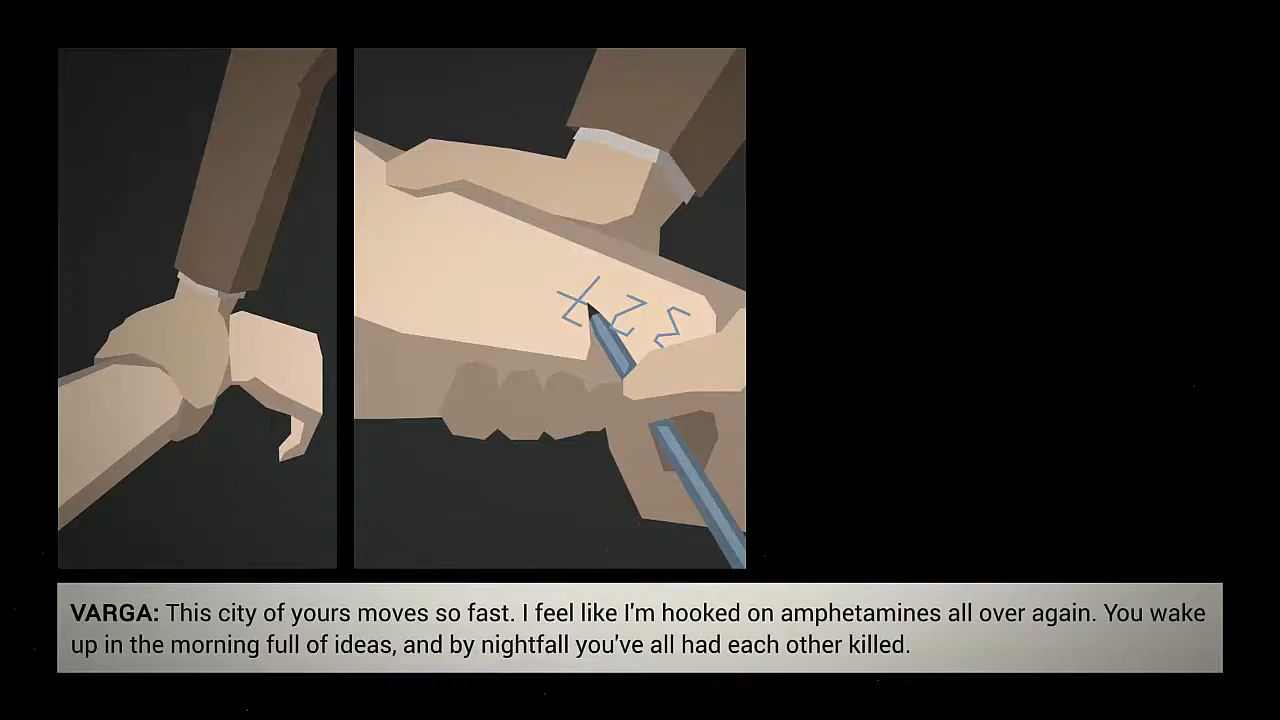 327
VARGA: This city of yours moves so fast. I feel like I'm hooked on amphetamines all over again. You wake
up in the morning full of ideas, and by nightfall you've all had each other killed.